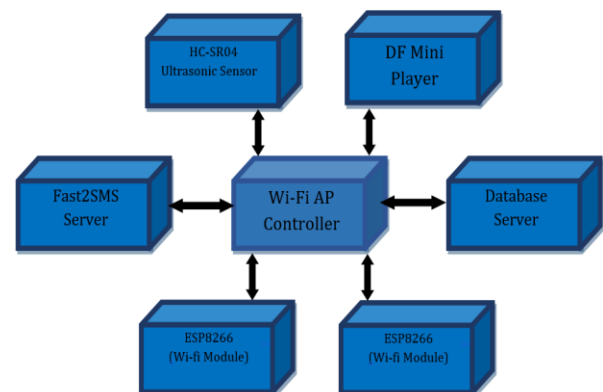 HC-SR04
Ultrasonic Sensor
DF Mini
Player
Fast2SMS
Server
Wi-Fi AP
Controller
Database
Server
ESP8266
(Wi-fi Module)
ESP8266
(Wi-fi Module)